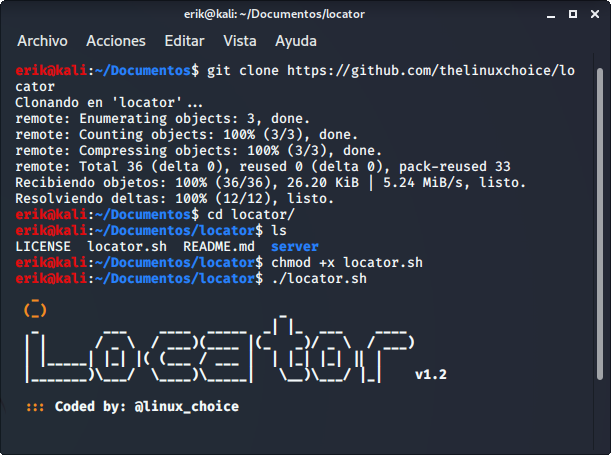 erik@kali: ~/Documentos/locator
Archivo Acciones Editar Vista Ayuda
erik@kali:~/Documentos$ git clone https://github.com/thelinuxchoice/lo
cator
Clonando en 'locator'...
remote: Enumerating objects: 3, done.
remote: Counting objects: 100% (3/3), done.
remote: Compressing objects: 100% (3/3), done.
remote: Total 36 (delta 0), reused 0 (delta 0), pack-reused 33
Recibiendo objetos: 100% (36/36), 26.20 KiB | 5.24 MiB/s, listo.
Resolviendo deltas: 100% (12/12), listo.
erik@kali:~/Documentos$ cd locator/
erik@kali:~/Documentos/locator$ ls
LICENSE locator.sh README.md server
erik@kali:~/Documentos/locator$ chmod +x locator.sh
erik@kali:~/Documentos/locator$ ./locator.sh
Locator v1.2
::: Coded by: @linux_choice